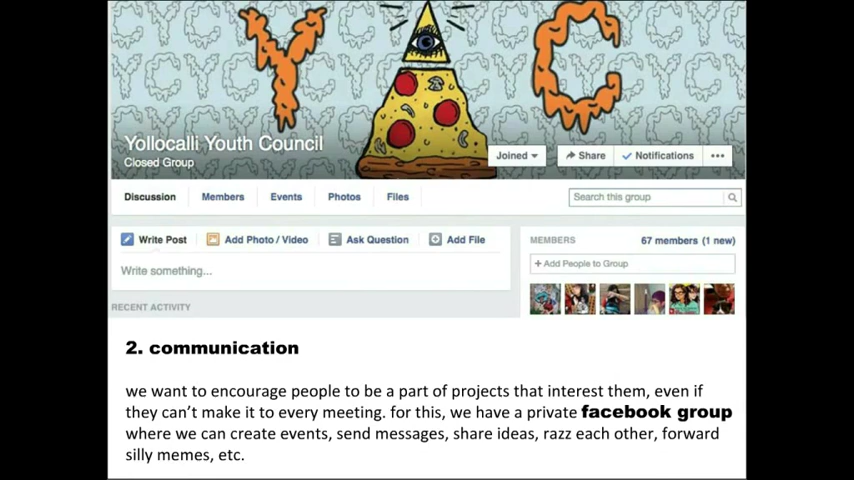 Y C
Yollocalli Youth Council
Closed Group
Joined
Share
Notifications
Discussion
Members
Events
Photos
Files
Search this group
Write Post
Add Photo / Video
Ask Question
Add File
Write something...
RECENT ACTIVITY
MEMBERS
67 members (1 new)
+ Add People to Group
2. communication
we want to encourage people to be a part of projects that interest them, even if
they can't make it to every meeting. for this, we have a private facebook group
where we can create events, send messages, share ideas, razz each other, forward
silly memes, etc.